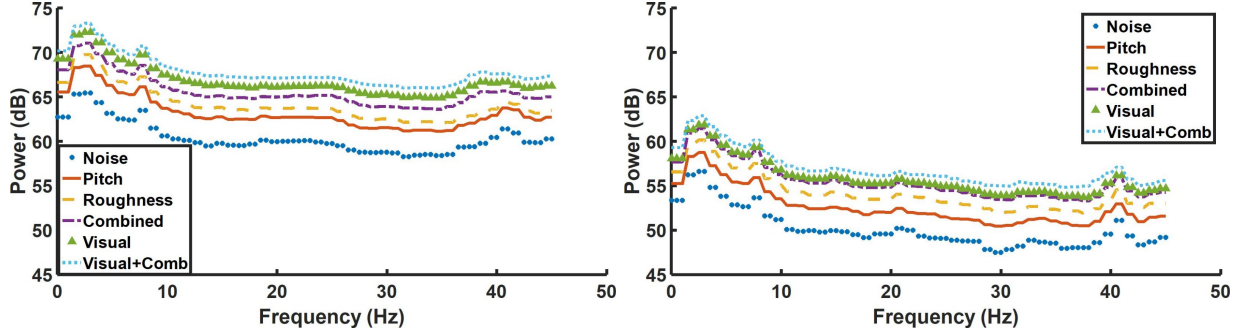 75
70
65
60
55
50
45
Power (dB)
Noise
Pitch
Roughness
Combined
Visual
Visual+Comb
0
10
20
30
40
50
Frequency (Hz)
75
70
65
60
55
50
45
Power (dB)
Noise
Pitch
Roughness
Combined
Visual
Visual+Comb
0
10
20
30
40
50
Frequency (Hz)